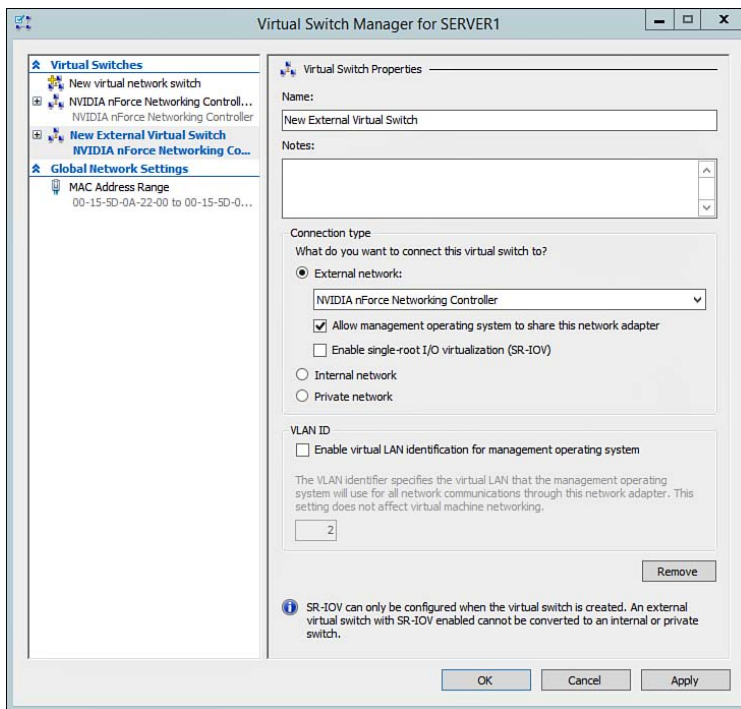 Virtual Switch Manager for SERVER1
Virtual Switches
New virtual network switch
NVIDIA nForce Networking Controll...
NVIDIA nForce Networking Controller
New External Virtual Switch
NVIDIA nForce Networking Co...
Global Network Settings
MAC Address Range
00-15-5D-0A-22-00 to 00-15-5D-0...
Virtual Switch Properties
Name:
New External Virtual Switch
Notes:
Connection type
What do you want to connect this virtual switch to?
External network:
NVIDIA nForce Networking Controller
Allow management operating system to share this network adapter
Enable single-root I/O virtualization (SR-IOV)
Internal network
Private network
VLAN ID
Enable virtual LAN identification for management operating system
The VLAN identifier specifies the virtual LAN that the management operating
system will use for all network communications through this network adapter. This
setting does not affect virtual machine networking.
2
Remove
SR-IOV can only be configured when the virtual switch is created. An external
virtual switch with SR-IOV enabled cannot be converted to an internal or private
switch.
OK
Cancel
Apply